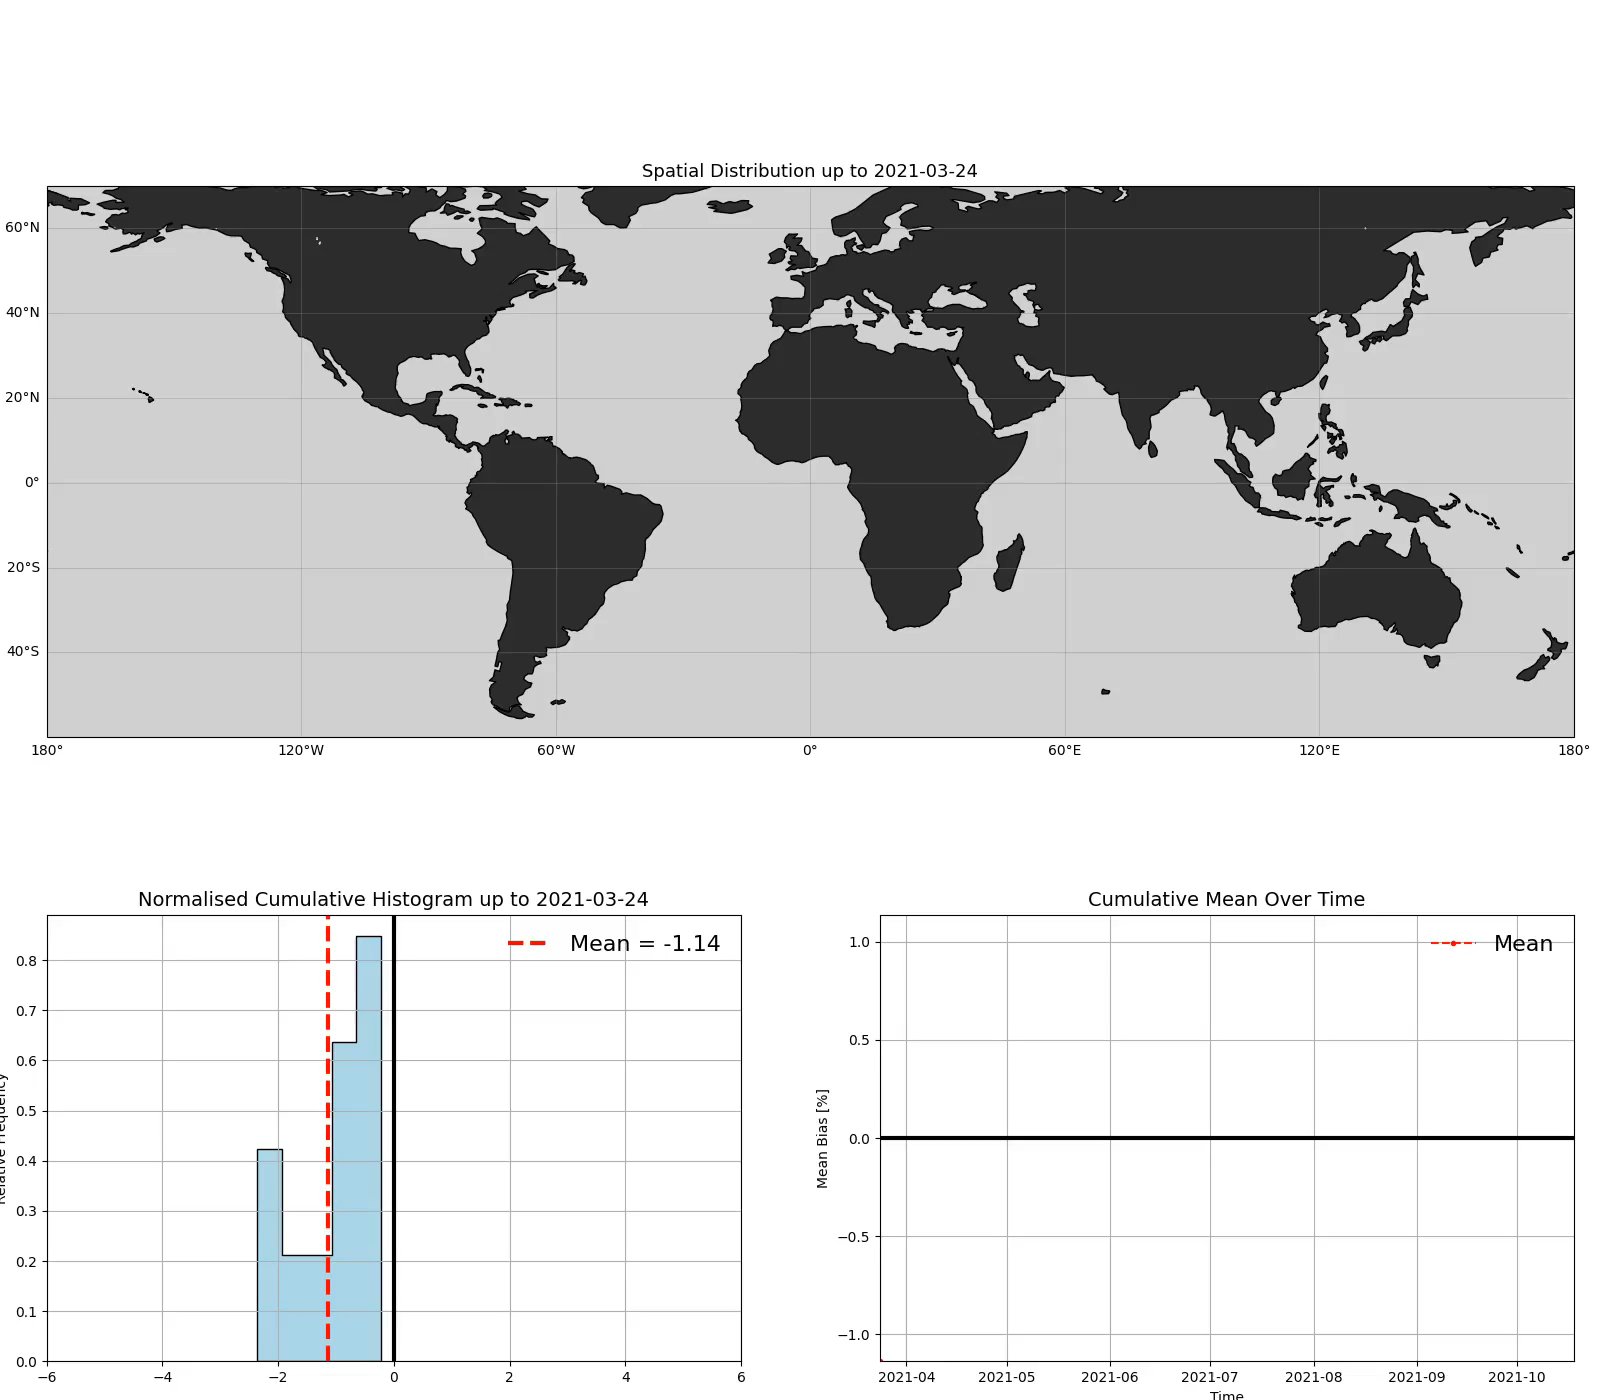 Spatial Distribution up to 2021-03-24
60°N
40°N
20°N
0°
20°S
40°S
180° 120°W 60°W 0° 60°E 120°E 180°
Normalised Cumulative Histogram up to 2021-03-24
Mean = -1.14
Relative Frequency
0.8
0.7
0.6
0.5
0.4
0.3
0.2
0.1
0.0
−6 −4 −2 0 2 4 6
Cumulative Mean Over Time
Mean
Mean Bias [%]
1.0
0.5
0.0
−0.5
−1.0
2021-04 2021-05 2021-06 2021-07 2021-08 2021-09 2021-10
Time